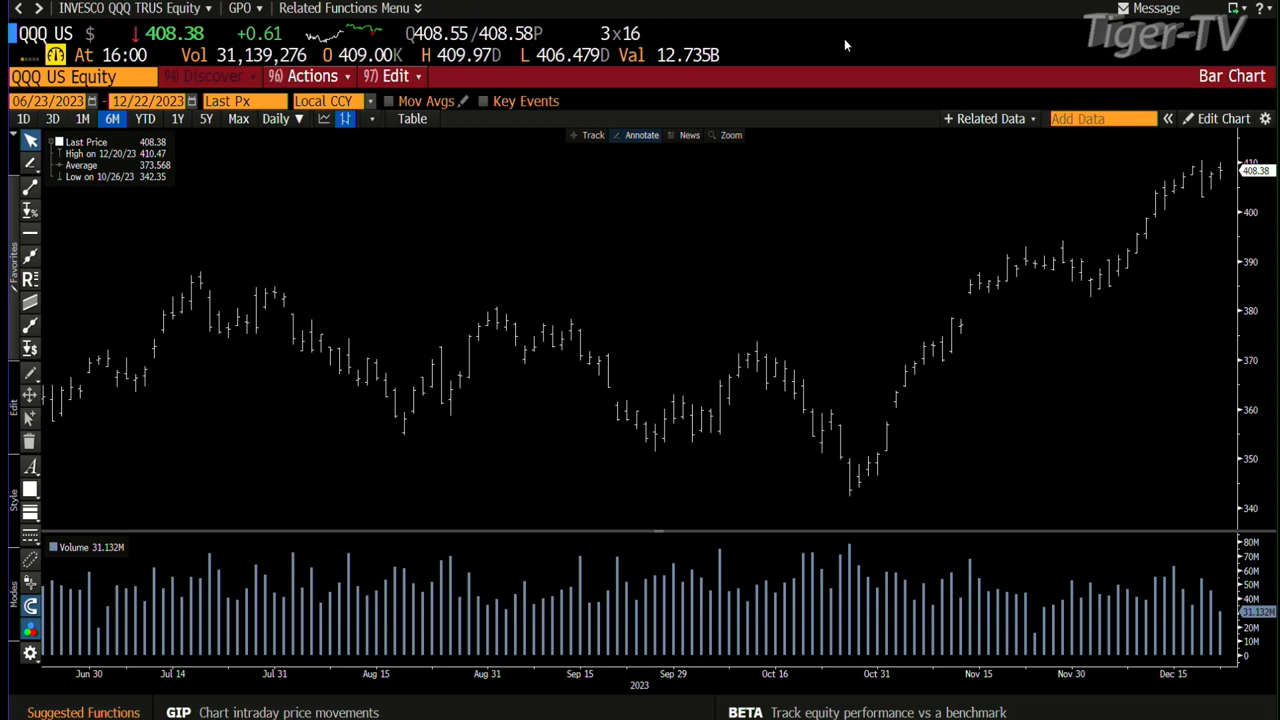 INVESCO QQQ TRUS Equity GPO Related Functions Menu Message ?
Tiger-TV
QQQ US $ ↓ 408.38 +0.61 Q408.55/408.58P 3x16
At 16:00 Vol 31,139,276 O 409.00K H 409.97D L 406.479D Val 12.735B
QQQ US Equity 94) Discover 96) Actions 97) Edit Bar Chart
06/23/2023 - 12/22/2023 Last Px Local CCY Mov Avgs Key Events
1D 3D 1M 6M YTD 1Y 5Y Max Daily ▼ Table + Related Data Add Data « Edit Chart
Track Annotate News Zoom
Last Price 408.38
High on 12/20/23 410.47
Average 373.568
Low on 10/26/23 342.35
410
408.38
400
390
380
370
360
350
340
Favorites
Edit
Style
Modes
Volume 31.132M
80M
70M
60M
50M
40M
31.132M
20M
10M
0
Jun 30 Jul 14 Jul 31 Aug 15 Aug 31 Sep 15 Sep 29 Oct 16 Oct 31 Nov 15 Nov 30 Dec 15
2023
Suggested Functions GIP Chart intraday price movements BETA Track equity performance vs a benchmark